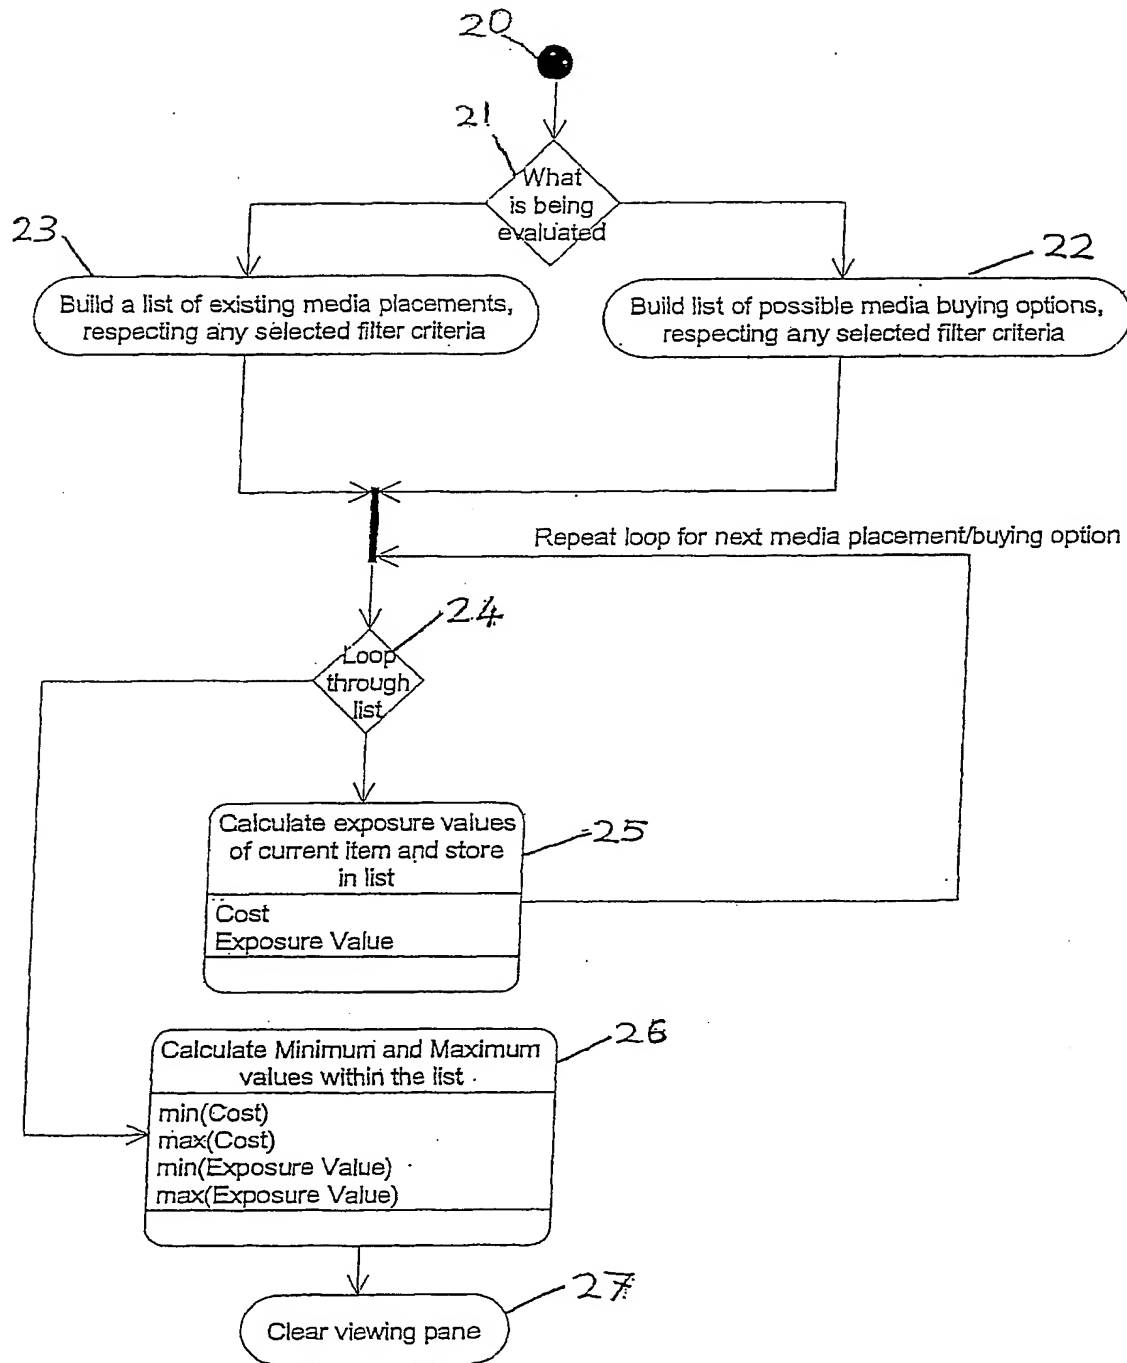 20
21
What
is being
evaluated
23
22
Build a list of existing media placements,
respecting any selected filter criteria
Build list of possible media buying options,
respecting any selected filter criteria
Repeat loop for next media placement/buying option
24
Loop
through
list
Calculate exposure values
of current item and store
in list
25
Cost
Exposure Value
26
Calculate Minimum and Maximum
values within the list
min(Cost)
max(Cost)
min(Exposure Value)
max(Exposure Value)
27
Clear viewing pane